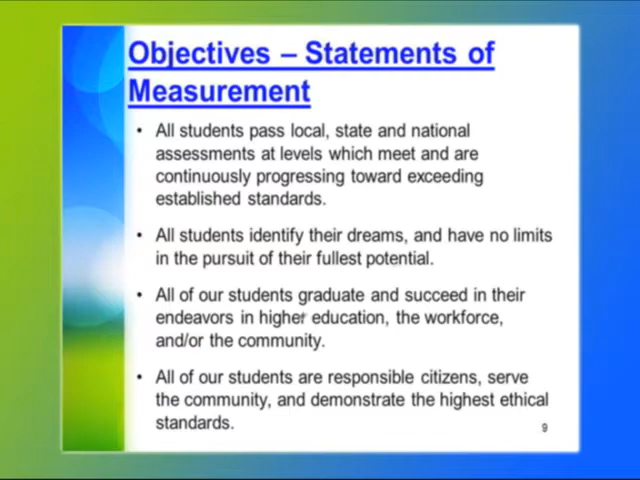 Objectives – Statements of
Measurement
• All students pass local, state and national
assessments at levels which meet and are
continuously progressing toward exceeding
established standards.
• All students identify their dreams, and have no limits
in the pursuit of their fullest potential.
• All of our students graduate and succeed in their
endeavors in higher education, the workforce,
and/or the community.
• All of our students are responsible citizens, serve
the community, and demonstrate the highest ethical
standards.
9